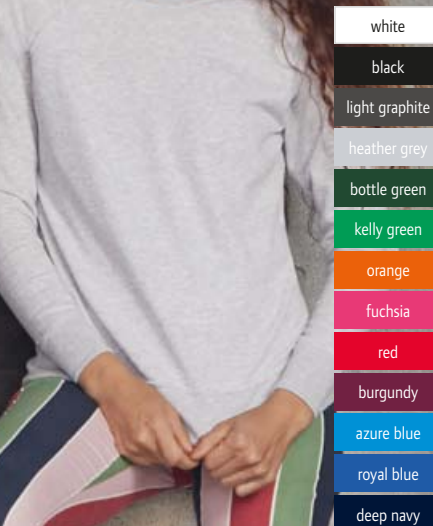 white
black
light graphite
heather grey
bottle green
kelly green
orange
fuchsia
red
burgundy
azure blue
royal blue
deep navy